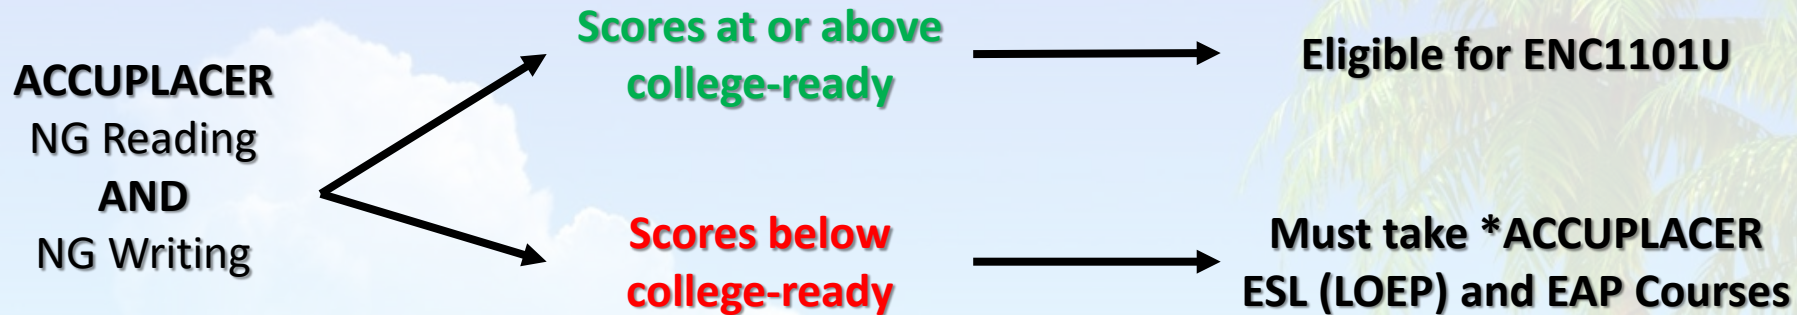 ACCUPLACER
NG Reading
AND
NG Writing
Scores at or above
college-ready
Eligible for ENC1101U
Scores below
college-ready
Must take *ACCUPLACER
ESL (LOEP) and EAP Courses